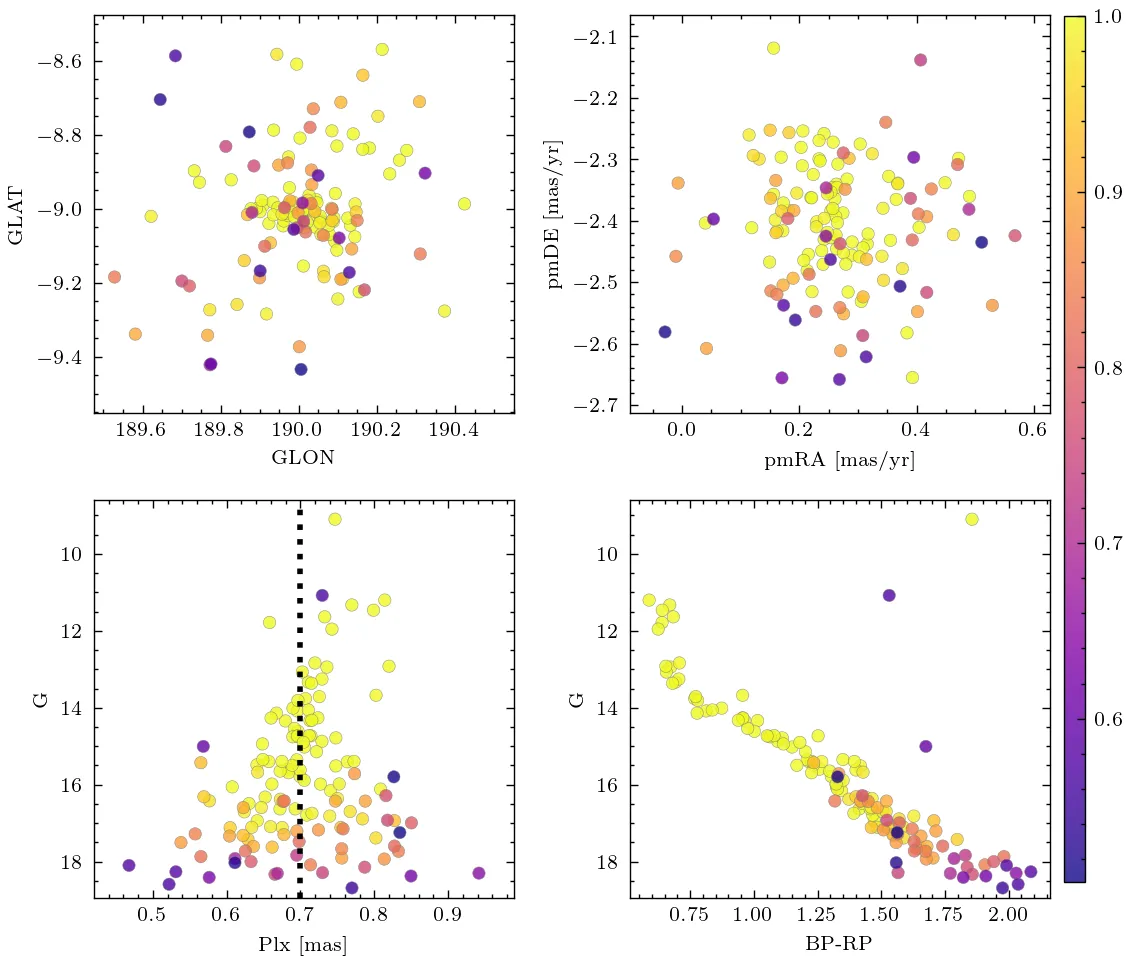 −8.6
−8.8
−9.0
−9.2
−9.4
GLAT
189.6 189.8 190.0 190.2 190.4
GLON
−2.1
−2.2
−2.3
−2.4
−2.5
−2.6
−2.7
pmDE [mas/yr]
0.0 0.2 0.4 0.6
pmRA [mas/yr]
10
12
14
16
18
G
0.5 0.6 0.7 0.8 0.9
Plx [mas]
10
12
14
16
18
G
0.75 1.00 1.25 1.50 1.75 2.00
BP-RP
1.0
0.9
0.8
0.7
0.6